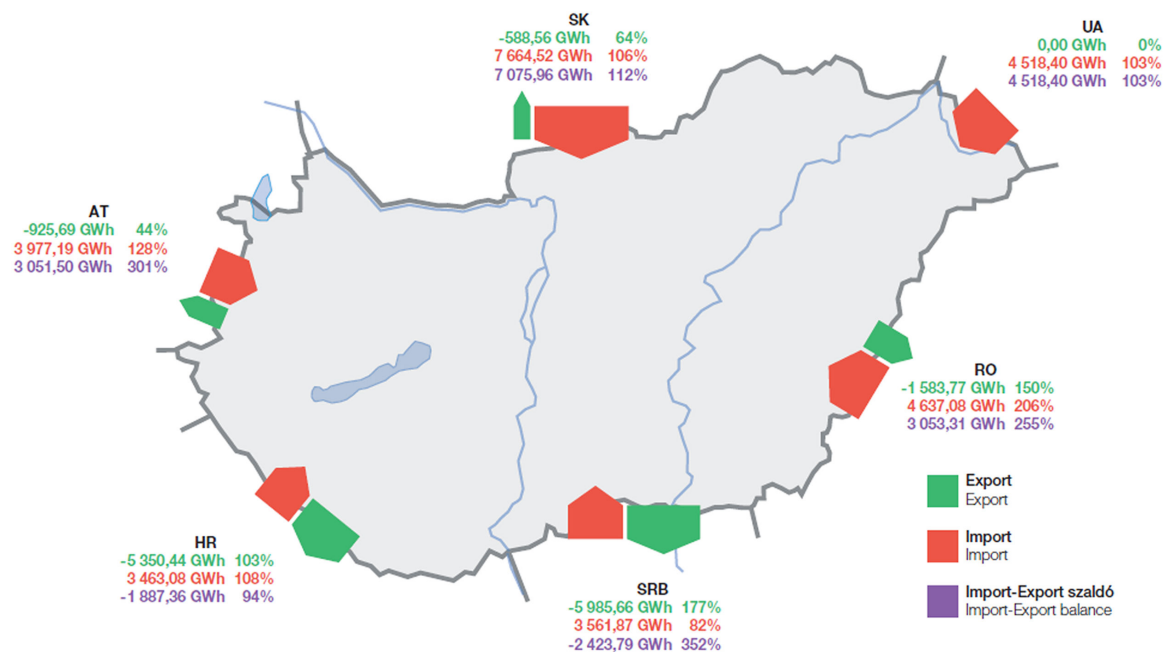 SK
-588,56 GWh 64%
7 664,52 GWh 106%
7 075,96 GWh 112%
UA
0,00 GWh 0%
4 518,40 GWh 103%
4 518,40 GWh 103%
AT
-925,69 GWh 44%
3 977,19 GWh 128%
3 051,50 GWh 301%
RO
-1 583,77 GWh 150%
4 637,08 GWh 206%
3 053,31 GWh 255%
HR
-5 350,44 GWh 103%
3 463,08 GWh 108%
-1 887,36 GWh 94%
SRB
-5 985,66 GWh 177%
3 561,87 GWh 82%
-2 423,79 GWh 352%
Export
Export
Import
Import
Import-Export szaldó
Import-Export balance